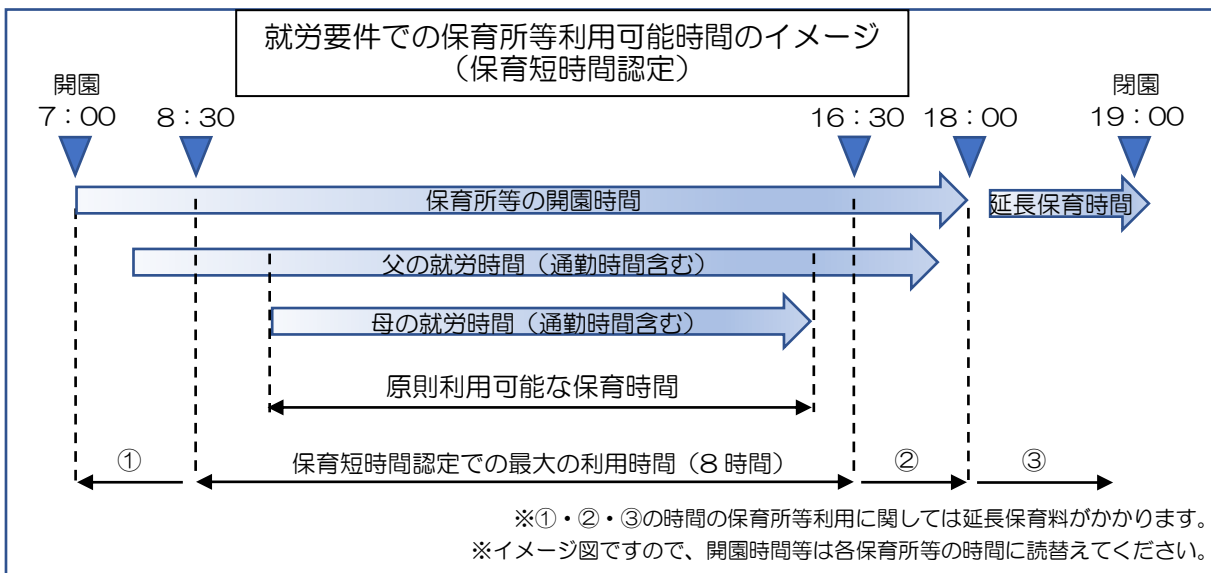 就労要件での保育所等利用可能時間のイメージ
（保育短時間認定）
開園
閉園
７：００
８：３０
１６：３０
１８：００
１９：００
保育所等の開園時間
延長保育時間
父の就労時間（通勤時間含む）
母の就労時間（通勤時間含む）
原則利用可能な保育時間
①
保育短時間認定での最大の利用時間（８時間）
②
③
※①・②・③の時間の保育所等利用に関しては延長保育料がかかります。
※イメージ図ですので、開園時間等は各保育所等の時間に読替えてください。